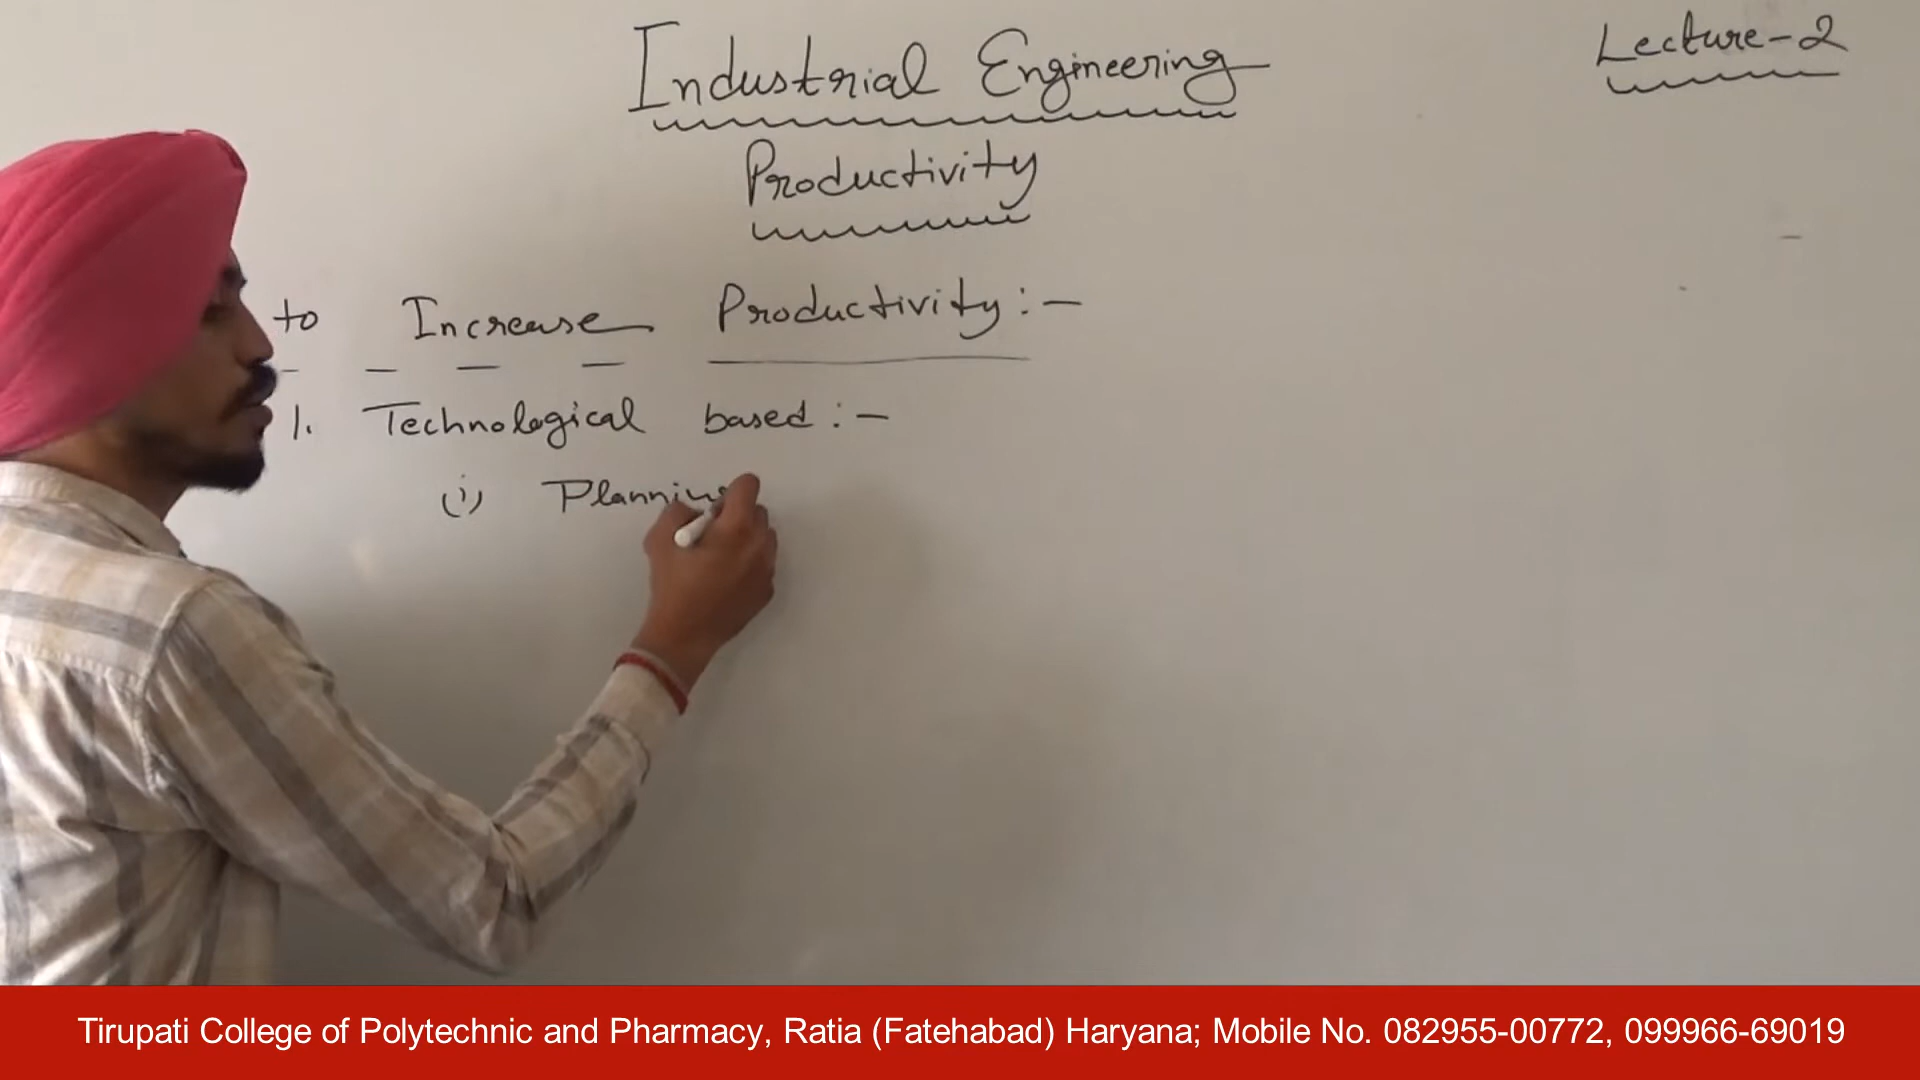 Industrial Engineering
Lecture-2
Productivity
to Increase Productivity:-
1. Technological based:-
(i) Planning
Tirupati College of Polytechnic and Pharmacy, Ratia (Fatehabad) Haryana; Mobile No. 082955-00772, 099966-69019